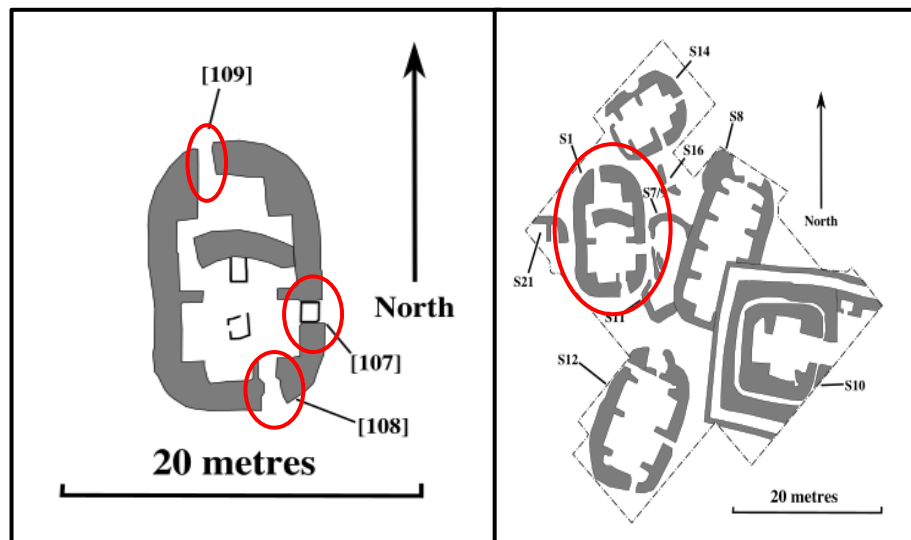 [109]
North
[107]
[108]
20 metres
S14
S8
S1
S16
S7/9
North
S21
S11
S12
S10
20 metres